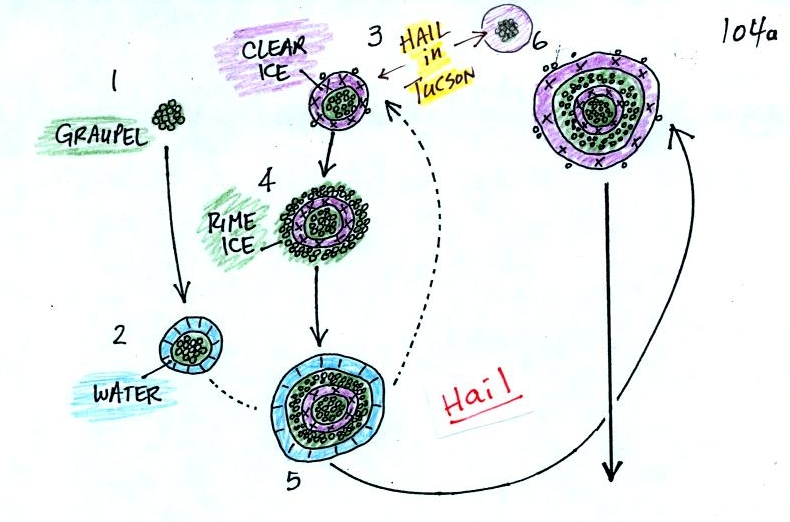 104a
3
HAIL
in
TUCSON
6
CLEAR
ICE
1
GRAUPEL
4
RIME
ICE
2
WATER
Hail
5